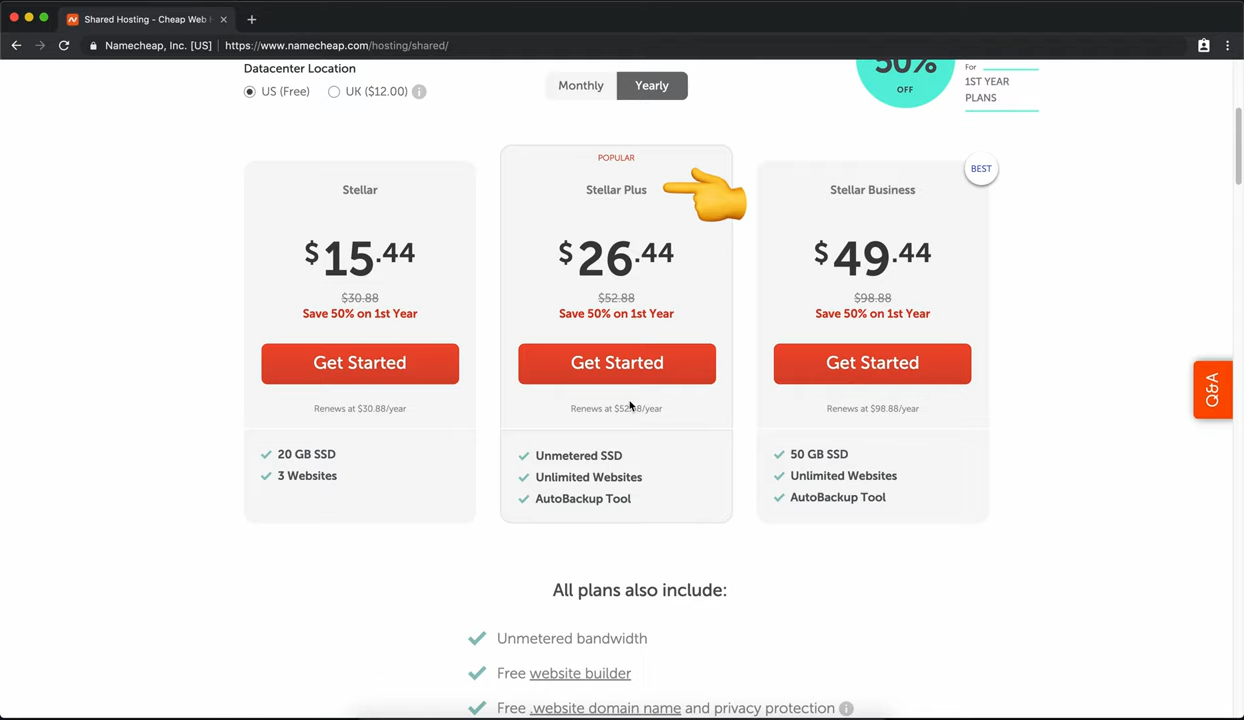 Shared Hosting - Cheap Web
Namecheap, Inc. [US]
https://www.namecheap.com/hosting/shared/
Datacenter Location
US (Free)
UK ($12.00)
Monthly
Yearly
50%
OFF
For
1ST YEAR
PLANS
Stellar
$15.44
$30.88
Save 50% on 1st Year
Get Started
Renews at $30.88/year
20 GB SSD
3 Websites
POPULAR
Stellar Plus
$26.44
$52.88
Save 50% on 1st Year
Get Started
Renews at $52.88/year
Unmetered SSD
Unlimited Websites
AutoBackup Tool
BEST
Stellar Business
$49.44
$98.88
Save 50% on 1st Year
Get Started
Renews at $98.88/year
50 GB SSD
Unlimited Websites
AutoBackup Tool
Q&A
All plans also include:
Unmetered bandwidth
Free website builder
Free .website domain name and privacy protection